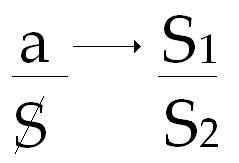 a → S1
$ S2